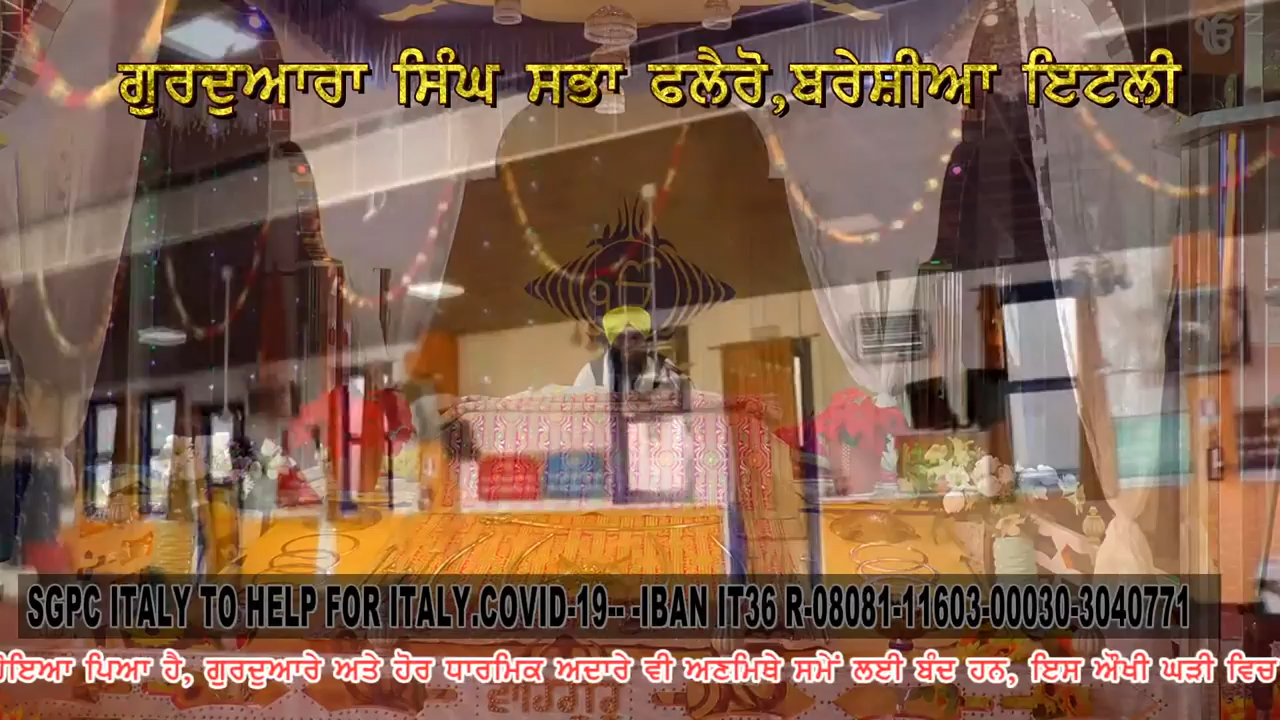 ੴ
ਗੁਰਦੁਆਰਾ ਸਿੰਘ ਸਭਾ ਫਲੈਰੋ,ਬਰੇਸ਼ੀਆ ਇਟਲੀ
ੴ
SGPC ITALY TO HELP FOR ITALY.COVID-19-- -IBAN IT36 R-08081-11603-00030-3040771
ਪਿਆ ਹੈ, ਗੁਰਦੁਆਰੇ ਅਤੇ ਹੋਰ ਧਾਰਮਿਕ ਅਦਾਰੇ ਵੀ ਅਣਮਿਥੇ ਸਮੇਂ ਲਈ ਬੰਦ ਹਨ, ਇਸ ਔਖੀ ਘੜੀ ਵਿਚ
ਵਾਹਿਗੁਰੂ